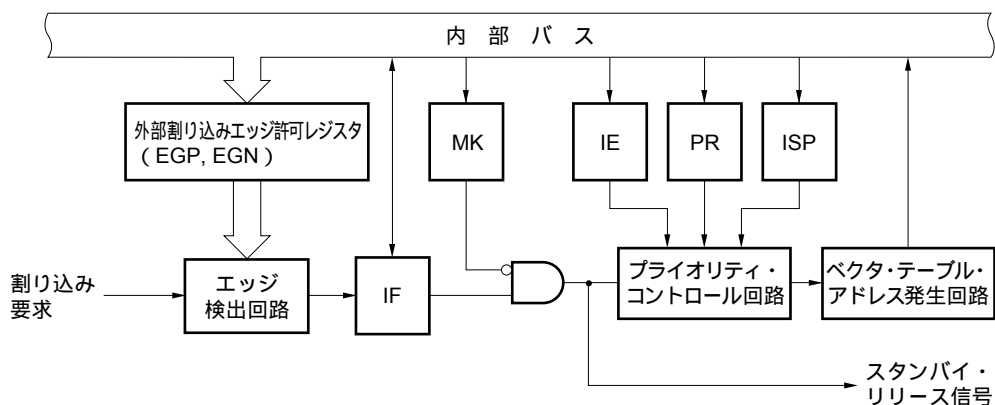 内 部 バ ス
外部割り込みエッジ許可レジスタ
（EGP, EGN）
MK
IE
PR
ISP
割り込み
要求
エッジ
検出回路
IF
プライオリティ・
コントロール回路
ベクタ・テーブル・
アドレス発生回路
スタンバイ・
リリース信号